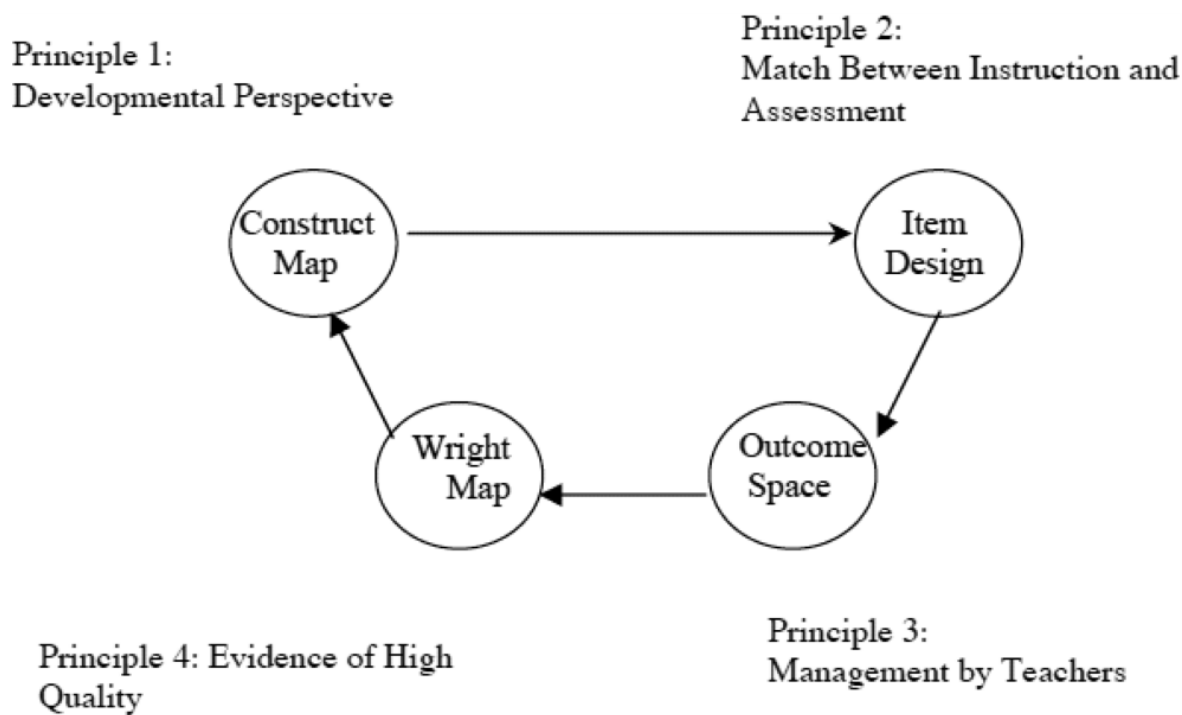 Principle 1:
Developmental Perspective
Principle 2:
Match Between Instruction and
Assessment
Construct
Map
Item
Design
Wright
Map
Outcome
Space
Principle 4: Evidence of High
Quality
Principle 3:
Management by Teachers